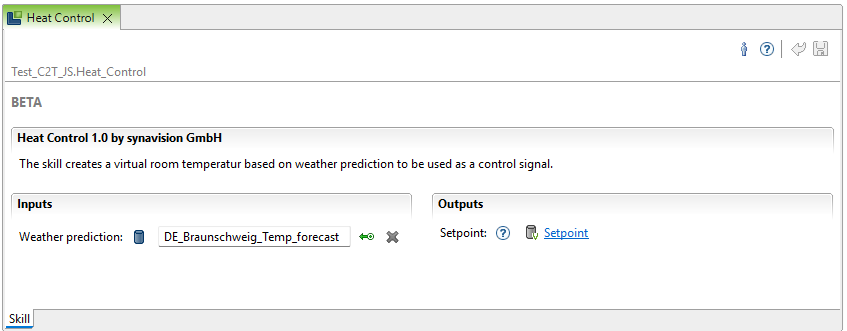 Heat Control
Test_C2T_JS.Heat_Control
BETA
Heat Control 1.0 by synavision GmbH
The skill creates a virtual room temperatur based on weather prediction to be used as a control signal.
Inputs
Outputs
Weather prediction: DE_Braunschweig_Temp_forecast
Setpoint: ? Setpoint
Skill